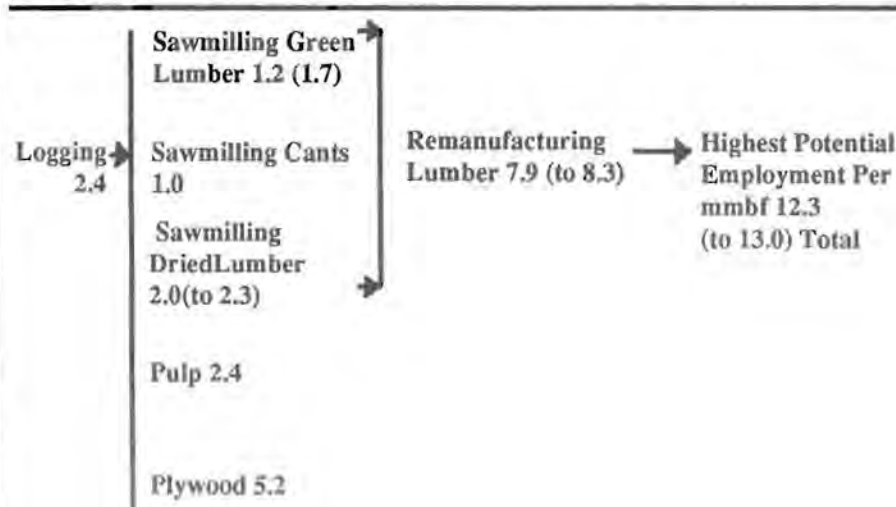 Sawmilling Green
Lumber 1.2 (1.7)
Logging
2.4
Sawmilling Cants
1.0
Sawmilling
DriedLumber
2.0(to 2.3)
Pulp 2.4
Plywood 5.2
Remanufacturing
Lumber 7.9 (to 8.3)
Highest Potential
Employment Per
mmbf 12.3
(to 13.0) Total